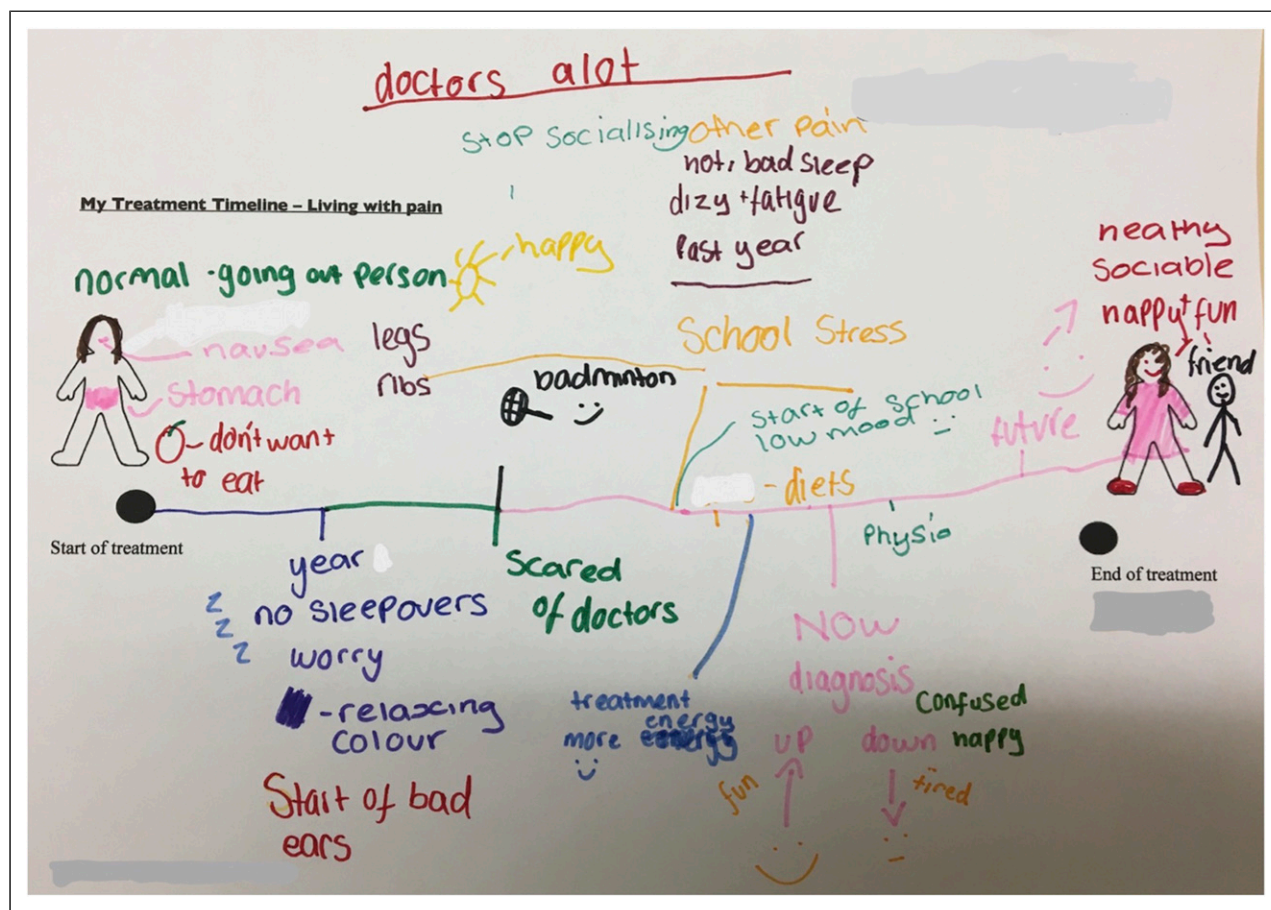 doctors alot
stop socialising
other pain
hot, bad sleep
dizy + fatigue
Past year
My Treatment Timeline – Living with pain
happy
normal - going out person
nausea
stomach
don't want
to eat
legs
ribs
badminton
School Stress
start of school
low mood
- diets
future
heathy
sociable
happy + fun
friend
Start of treatment
End of treatment
year
z
z
z
no sleepovers
worry
- relaxing
colour
Start of bad
ears
scared
of doctors
treatment
energy
more
Physio
NOW
diagnosis
Confused
happy
up
down
fun
tired